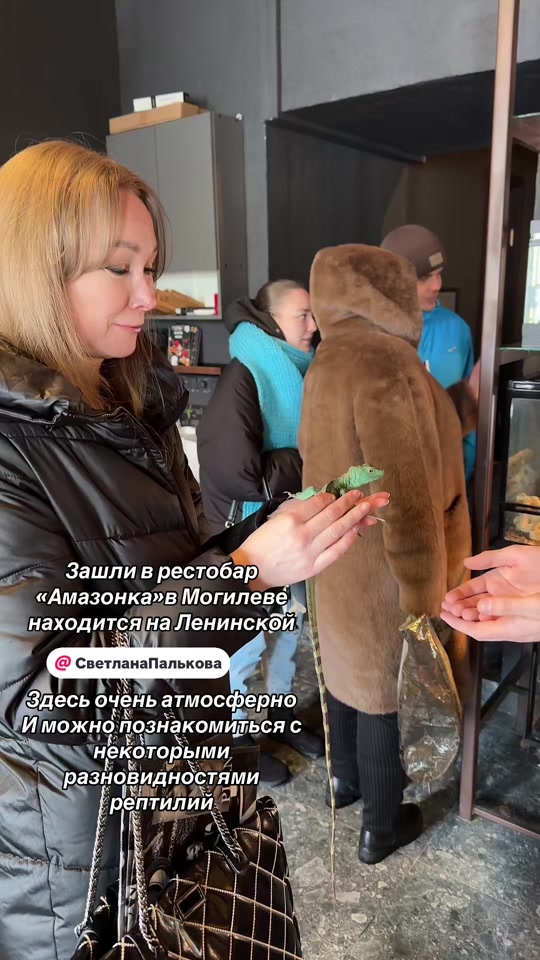 Зашли в рестобар
«Амазонка»в Могилеве
находится на Ленинской
@ СветланаПалькова
Здесь очень атмосферно
И можно познакомиться с
некоторыми
разновидностями
рептилий